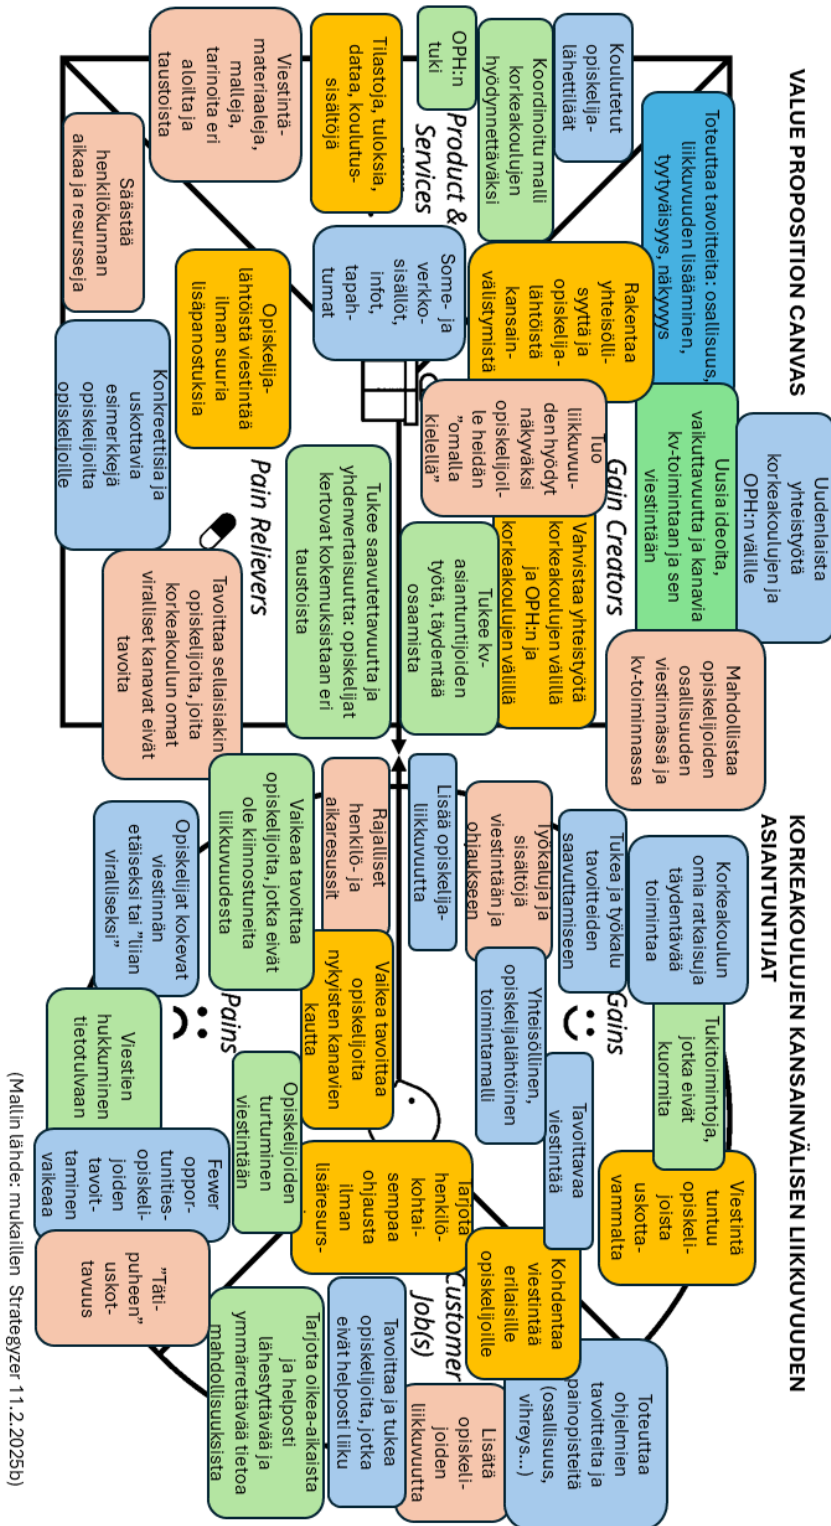 VALUE PROPOSITION CANVAS
KORKEAKOULUJEN KANSAINVÄLISEN LIIKKUVUUDEN
ASIANTUNTIJAT
Koulutetut
opiskelija-
lähettiläät
Toteuttaa tavoitteita: osallisuus,
liikkuvuuden lisääminen,
tyytyväisyys, näkyvyys
Uudenlaista
yhteistyötä
korkeakoulujen ja
OPH:n välille
Uusia ideoita,
vaikuttavuutta ja kanavia
kv-toimintaan ja sen
viestintään
Mahdollistaa
opiskelijoiden
osallisuuden
viestinnässä ja
kv-toiminnassa
OPH:n
tuki
Koordinoitu malli
korkeakoulujen
hyödynnettäväksi
Product &
Services
Rakentaa
yhteisölli-
syyttä ja
opiskelija-
lähtöistä
kansain-
välistymistä
Gain Creators
Tuo
liikkuvuu-
den hyödyt
näkyväksi
opiskelijoil-
le heidän
”omalla
kielellä”
Vahvistaa yhteistyötä
korkeakoulujen välillä
ja OPH:n ja
korkeakoulujen välillä
Tukee kv-
asiantuntijoiden
työtä, täydentää
osaamista
Tilastoja, tuloksia,
dataa, koulutus-
sisältöjä
Some- ja
verkko-
sisällöt,
infot,
tapah-
tumat
Viestintä-
materiaaleja,
malleja,
tarinoita eri
aloilta ja
taustoista
Säästää
henkilökunnan
aikaa ja resursseja
Opiskelija-
lähtöistä viestintää
ilman suuria
lisäpanostuksia
Konkreettisia ja
uskottavia
esimerkkejä
opiskelijoilta
opiskelijoille
Pain Relievers
Tukee saavutettavuutta ja
yhdenvertaisuutta: opiskelijat
kertovat kokemuksistaan eri
taustoista
Tavoittaa sellaisiakin
opiskelijoita, joita
korkeakoulun omat
viralliset kanavat eivät
tavoita
Korkeakoulun
omia ratkaisuja
täydentävää
toimintaa
Tukea ja työkalu
tavoitteiden
saavuttamiseen
Gains
Tukitoimintoja,
jotka eivät
kuormita
Viestintä
tuntuu
opiskeli-
joista
uskotta-
vammalta
Työkaluja ja
sisältöjä
viestintään ja
ohjaukseen
Yhteisöllinen,
opiskelijalähtöinen
toimintamalli
Tavoittavaa
viestintää
Lisää opiskelija-
liikkuvuutta
Rajalliset
henkilö- ja
aikaresussit
Vaikea tavoittaa
opiskelijoita
nykyisten kanavien
kautta
Vaikeaa tavoittaa
opiskelijoita, jotka eivät
ole kiinnostuneita
liikkuvuudesta
Opiskelijat kokevat
viestinnän
etäiseksi tai ”liian
viralliseksi”
Pains
Viestien
hukkuminen
tietotulvaan
Opiskelijoiden
turtuminen
viestintään
Fewer
oppor-
tunities-
opiskeli-
joiden
tavoit-
taminen
vaikeaa
”Täti-
puheen”
uskot-
tavuus
Customer
Job(s)
Tarjota
henkilö-
kohtai-
sempaa
ohjausta
ilman
lisäresurs-
Kohdentaa
viestintää
erilaisille
opiskelijoille
Toteuttaa
ohjelmien
tavoitteita ja
painopisteitä
(osallisuus,
vihreys...)
Lisätä
opiskeli-
joiden
liikkuvuutta
Tavoittaa ja tukea
opiskelijoita, jotka
eivät helposti liiku
Tarjota oikea-aikaista
ja helposti
lähestyttävää ja
ymmärrettävää tietoa
mahdollisuuksista
(Mallin lähde: mukaillen Strategyzer 11.2.2025b)